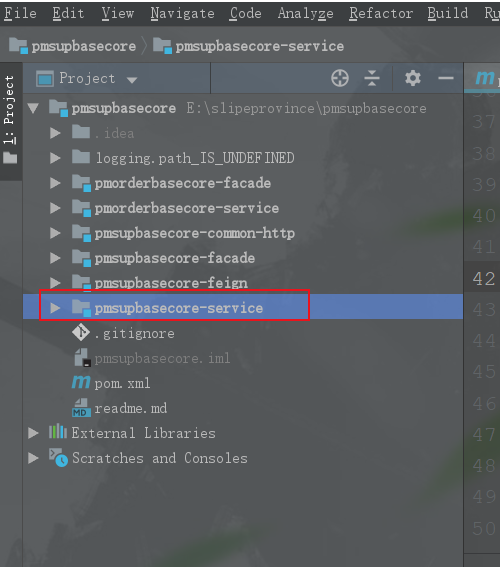 File Edit View Navigate Code Analyze Refactor Build Ru
pmsupbasecore pmsupbasecore-service
1: Project
Project
pmsupbasecore E:\slipeprovince\pmsupbasecore
.idea
logging.path_IS_UNDEFINED
pmorderbasecore-facade
pmorderbasecore-service
pmsupbasecore-common-http
pmsupbasecore-facade
pmsupbasecore-feign
pmsupbasecore-service
.gitignore
pmsupbasecore.iml
m pom.xml
MD readme.md
External Libraries
Scratches and Consoles
m
37
38
39
40
41
42
43
44
45
46
47
48
49
50